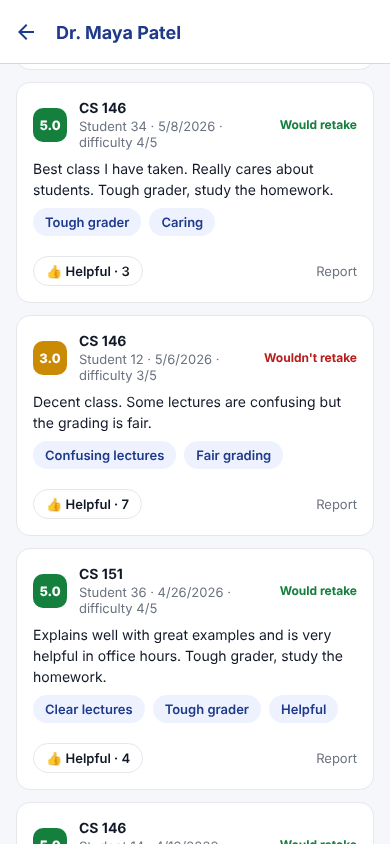 Dr. Maya Patel
CS 146
5.0
Student 34 · 5/8/2026 ·
difficulty 4/5
Would retake
Best class I have taken. Really cares about
students. Tough grader, study the homework.
Tough grader
Caring
👍 Helpful · 3
Report
CS 146
3.0
Student 12 · 5/6/2026 ·
difficulty 3/5
Wouldn't retake
Decent class. Some lectures are confusing but
the grading is fair.
Confusing lectures
Fair grading
👍 Helpful · 7
Report
CS 151
5.0
Student 36 · 4/26/2026 ·
difficulty 4/5
Would retake
Explains well with great examples and is very
helpful in office hours. Tough grader, study the
homework.
Clear lectures
Tough grader
Helpful
👍 Helpful · 4
Report
CS 146
5.0
Would retake